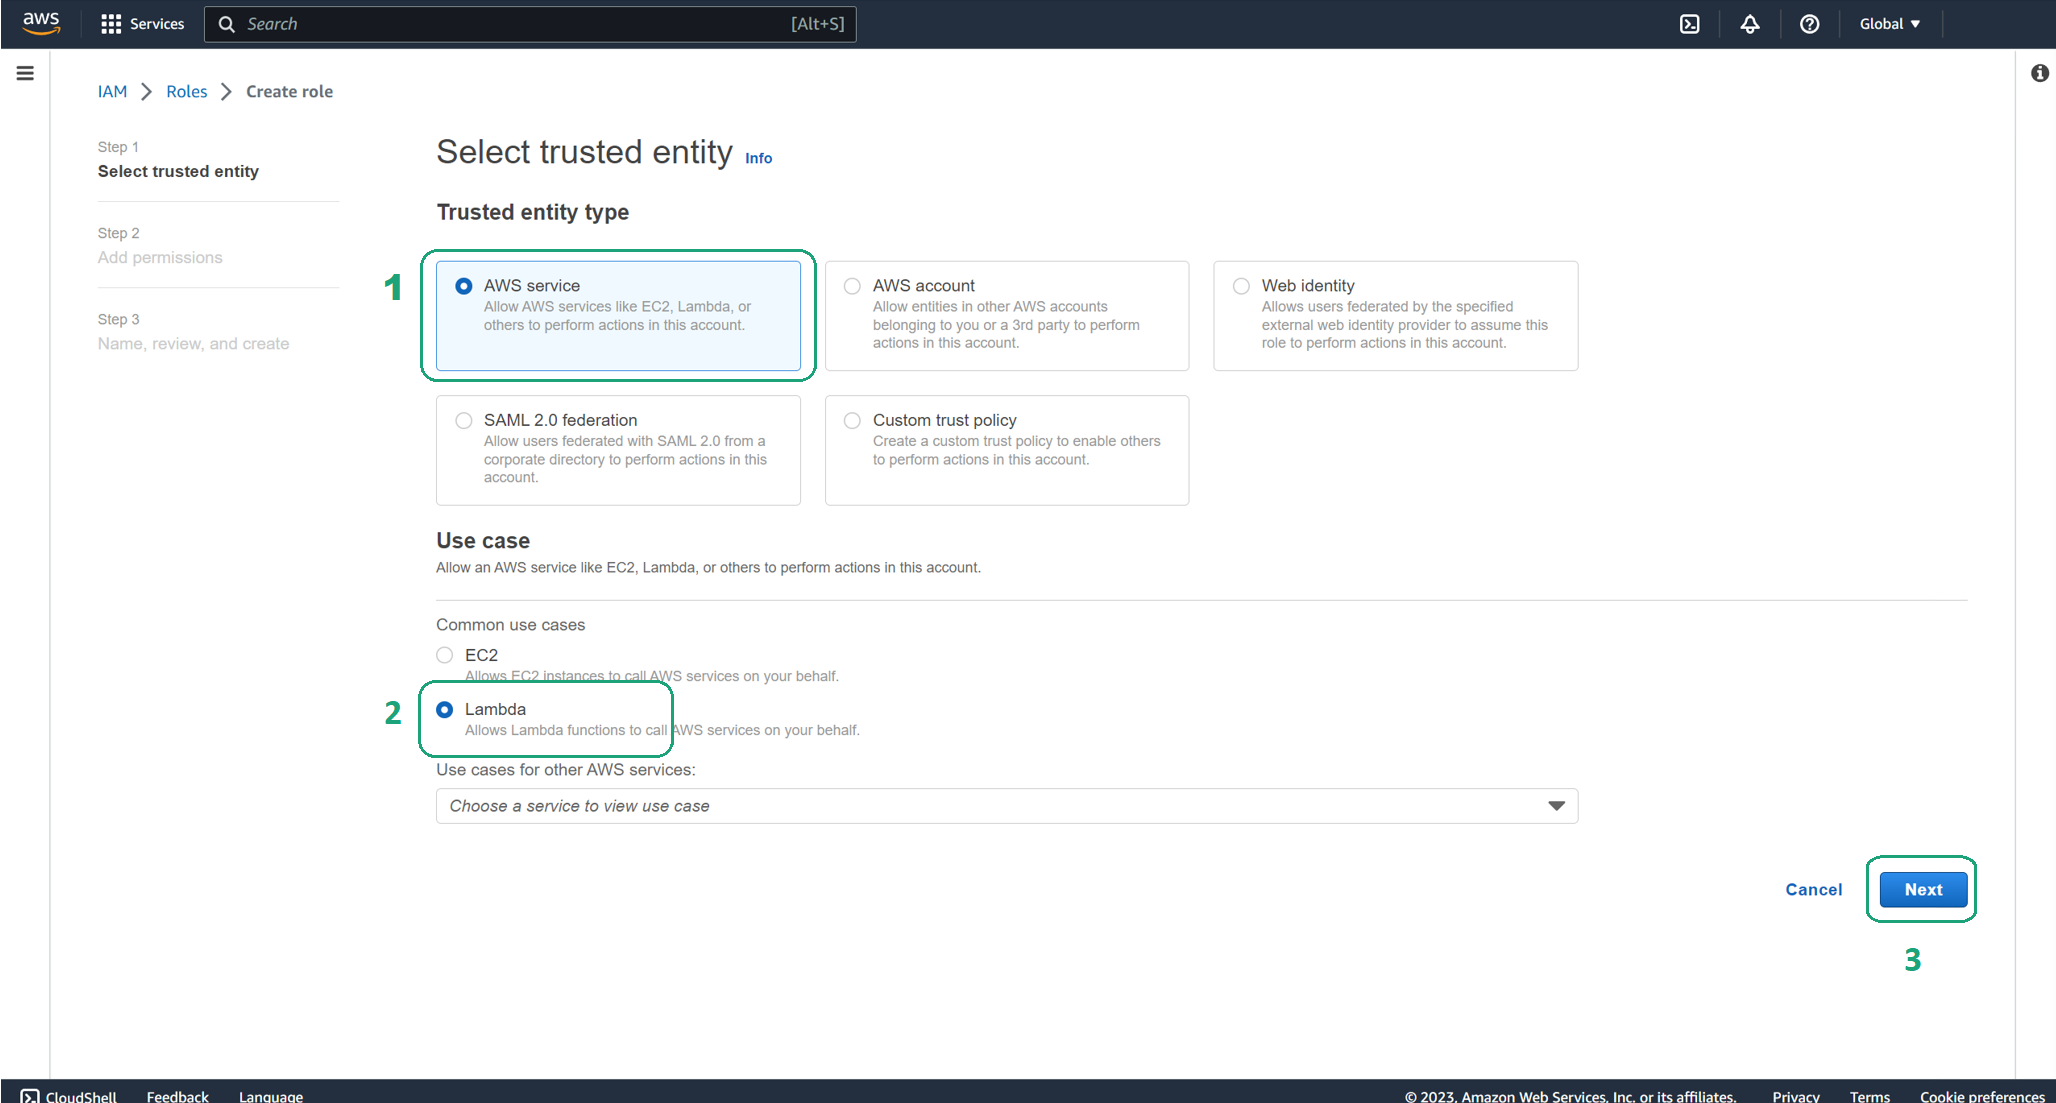 aws
Services
Search
[Alt+S]
Global
IAM
Roles
Create role
Step 1
Select trusted entity
Step 2
Add permissions
Step 3
Name, review, and create
Select trusted entity Info
Trusted entity type
1
AWS service
Allow AWS services like EC2, Lambda, or
others to perform actions in this account.
AWS account
Allow entities in other AWS accounts
belonging to you or a 3rd party to perform
actions in this account.
Web identity
Allows users federated by the specified
external web identity provider to assume this
role to perform actions in this account.
SAML 2.0 federation
Allow users federated with SAML 2.0 from a
corporate directory to perform actions in this
account.
Custom trust policy
Create a custom trust policy to enable others
to perform actions in this account.
Use case
Allow an AWS service like EC2, Lambda, or others to perform actions in this account.
Common use cases
EC2
Allows EC2 instances to call AWS services on your behalf.
2
Lambda
Allows Lambda functions to call AWS services on your behalf.
Use cases for other AWS services:
Choose a service to view use case
Cancel
Next
3
CloudShell
Feedback
Language
© 2023, Amazon Web Services, Inc. or its affiliates.
Privacy
Terms
Cookie preferences